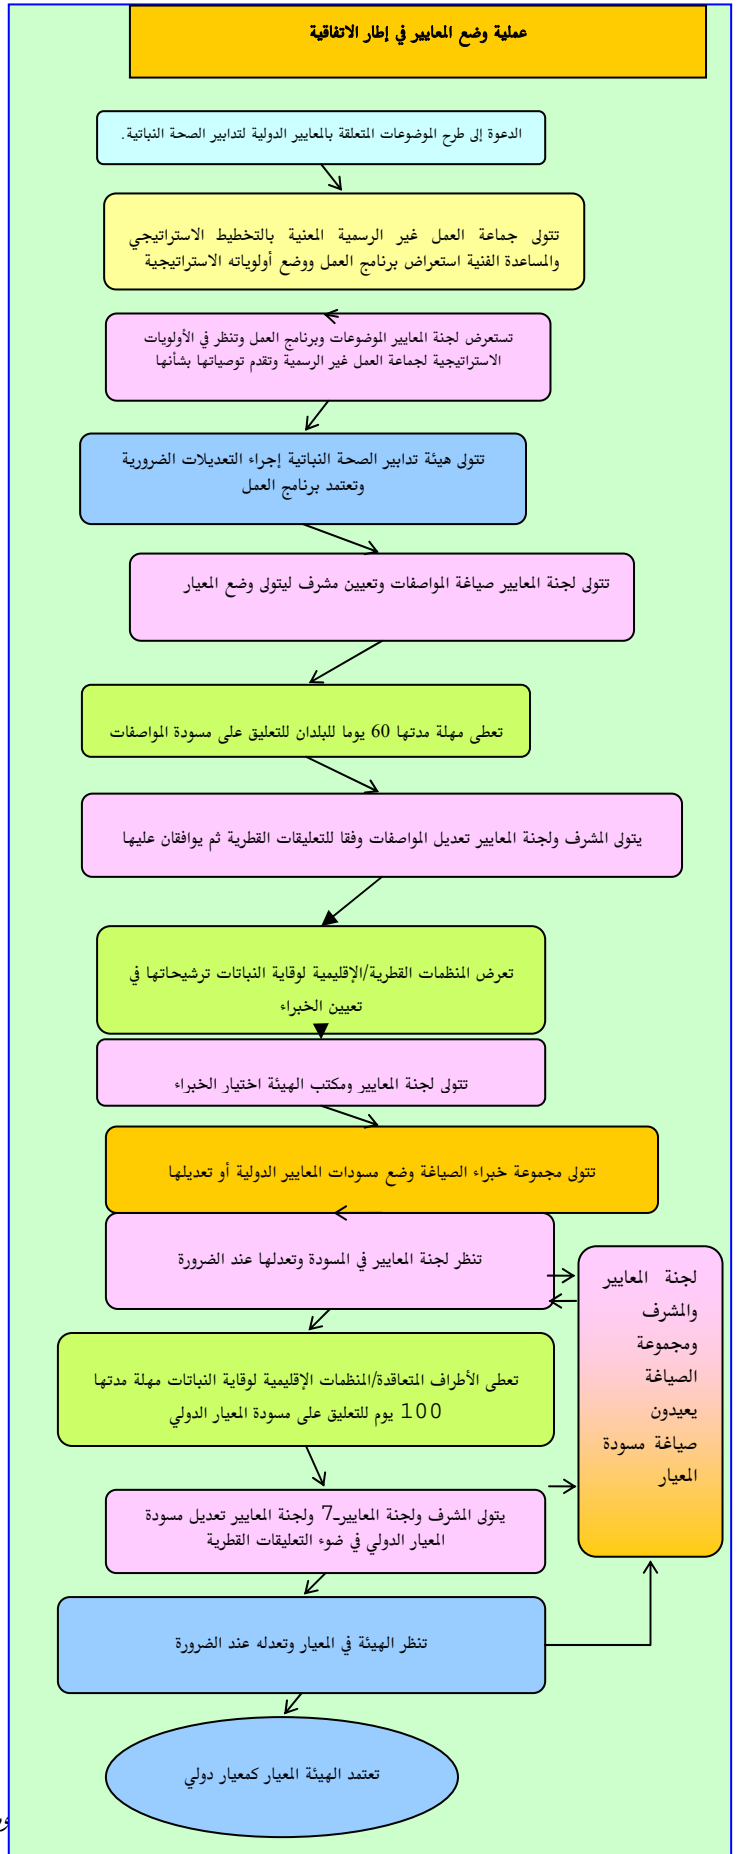 عملية وضع المعايير في إطار الاتفاقية
الدعوة إلى طرح الموضوعات المتعلقة بالمعايير الدولية لتدابير الصحة النباتية.
تتولى جماعة العمل غير الرسمية المعنية بالتخطيط الاستراتيجي
والمساعدة الفنية استعراض برنامج العمل ووضع أولوياته الاستراتيجية
تستعرض لجنة المعايير الموضوعات وبرنامج العمل وتنظر في الأولويات
الاستراتيجية لجماعة العمل غير الرسمية وتقدم توصياتها بشأنها
تتولى هيئة تدابير الصحة النباتية إجراء التعديلات الضرورية
وتعتمد برنامج العمل
تتولى لجنة المعايير صياغة المواصفات وتعيين مشرف ليتولى وضع المعيار
تعطى مهلة مدتها 60 يوما للبلدان للتعليق على مسودة المواصفات
يتولى المشرف ولجنة المعايير تعديل المواصفات وفقا للتعليقات القطرية ثم يوافقان عليها
تعرض المنظمات القطرية/الإقليمية لوقاية النباتات ترشيحاتها في
تعيين الخبراء
تتولى لجنة المعايير ومكتب الهيئة اختيار الخبراء
تتولى مجموعة خبراء الصياغة وضع مسودات المعايير الدولية أو تعديلها
تنظر لجنة المعايير في المسودة وتعدلها عند الضرورة
لجنة المعايير
والمشرف
ومجموعة
الصياغة
يعيدون
صياغة مسودة
المعيار
تعطى الأطراف المتعاقدة/المنظمات الإقليمية لوقاية النباتات مهلة مدتها
100 يوم للتعليق على مسودة المعيار الدولي
يتولى المشرف ولجنة المعايير-7 ولجنة المعايير تعديل مسودة
المعيار الدولي في ضوء التعليقات القطرية
تنظر الهيئة في المعيار وتعدله عند الضرورة
تعتمد الهيئة المعيار كمعيار دولي